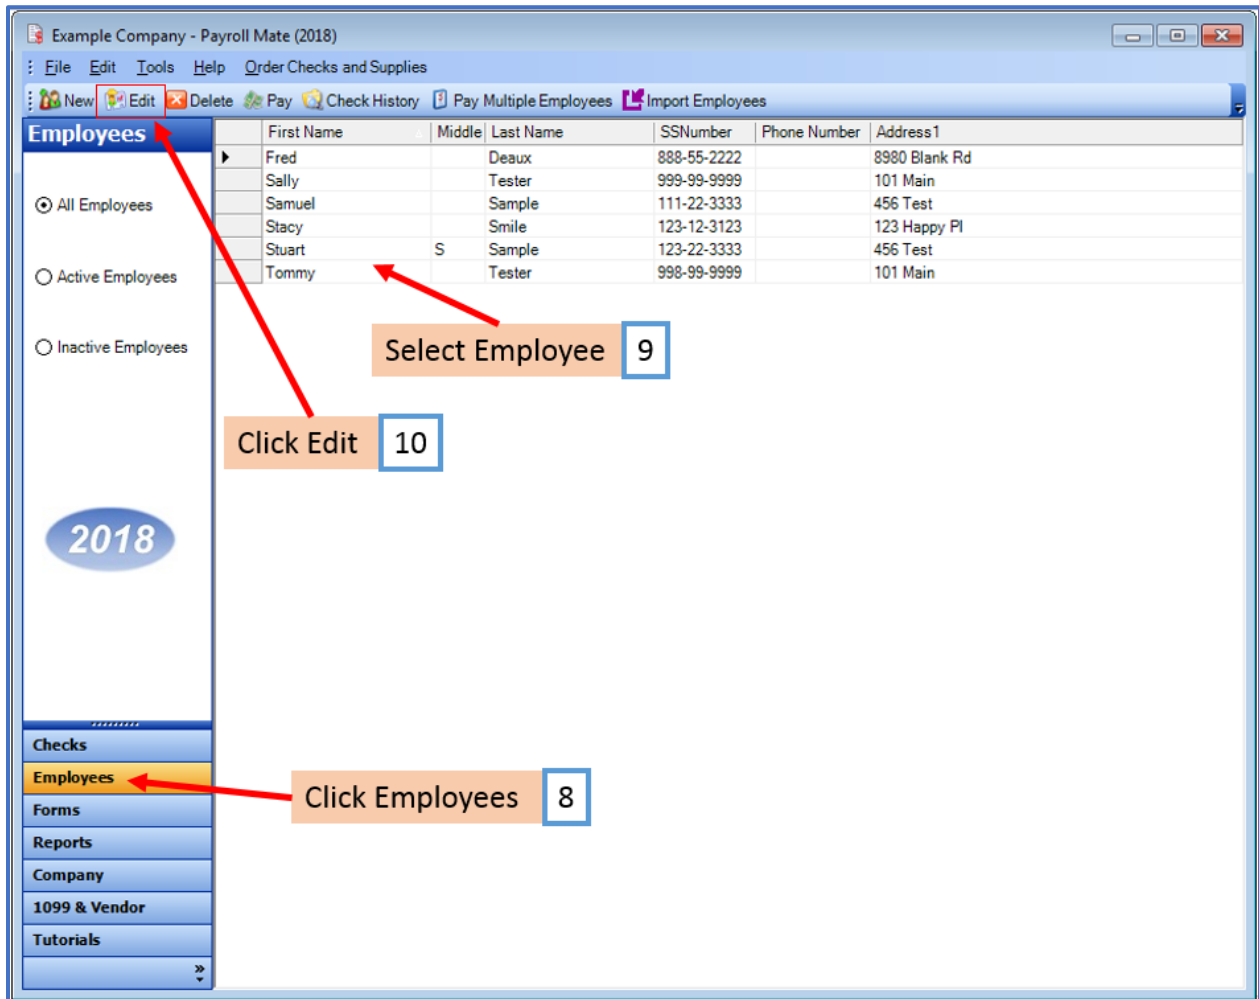 Example Company - Payroll Mate (2018)
File Edit Tools Help Order Checks and Supplies
New Edit Delete Pay Check History Pay Multiple Employees Import Employees
Employees
First Name Middle Last Name SSNumber Phone Number Address1
Fred Deaux 888-55-2222 8980 Blank Rd
Sally Tester 999-99-9999 101 Main
All Employees
Samuel Sample 111-22-3333 456 Test
Stacy Smile 123-12-3123 123 Happy Pl
Stuart S Sample 123-22-3333 456 Test
Active Employees
Tommy Tester 998-99-9999 101 Main
Inactive Employees
Select Employee 9
Click Edit 10
2018
Checks
Employees
Click Employees 8
Forms
Reports
Company
1099 & Vendor
Tutorials